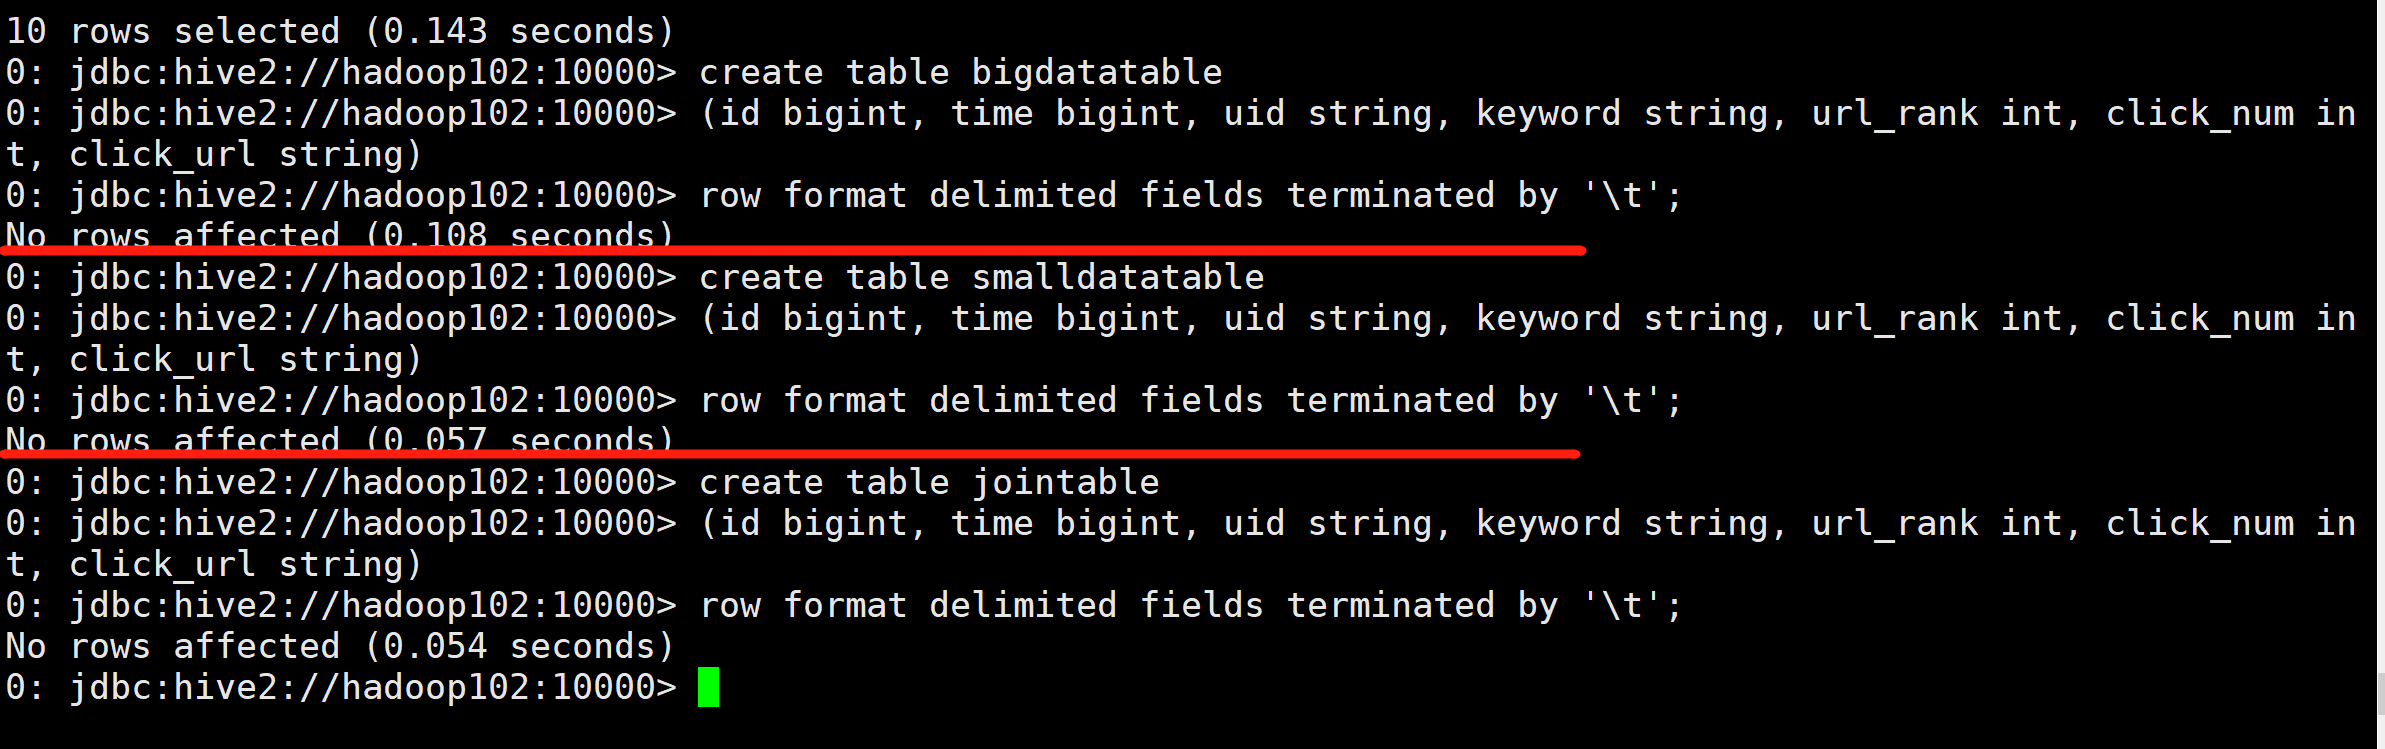 10 rows selected (0.143 seconds)
0: jdbc:hive2://hadoop102:10000> create table bigdatatable
0: jdbc:hive2://hadoop102:10000> (id bigint, time bigint, uid string, keyword string, url_rank int, click_num in
t, click_url string)
0: jdbc:hive2://hadoop102:10000> row format delimited fields terminated by '\t';
No rows affected (0.108 seconds)
0: jdbc:hive2://hadoop102:10000> create table smalldatatable
0: jdbc:hive2://hadoop102:10000> (id bigint, time bigint, uid string, keyword string, url_rank int, click_num in
t, click_url string)
0: jdbc:hive2://hadoop102:10000> row format delimited fields terminated by '\t';
No rows affected (0.057 seconds)
0: jdbc:hive2://hadoop102:10000> create table jointable
0: jdbc:hive2://hadoop102:10000> (id bigint, time bigint, uid string, keyword string, url_rank int, click_num in
t, click_url string)
0: jdbc:hive2://hadoop102:10000> row format delimited fields terminated by '\t';
No rows affected (0.054 seconds)
0: jdbc:hive2://hadoop102:10000>